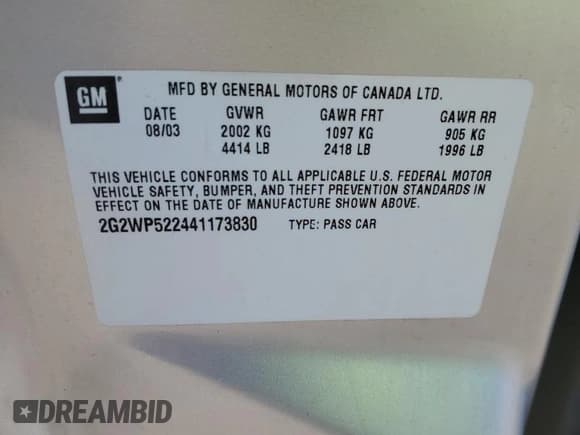 GM
MFD BY GENERAL MOTORS OF CANADA LTD.
DATE GVWR GAWR FRT GAWR RR
08/03 2002 KG 1097 KG 905 KG
4414 LB 2418 LB 1996 LB
THIS VEHICLE CONFORMS TO ALL APPLICABLE U.S. FEDERAL MOTOR
VEHICLE SAFETY, BUMPER, AND THEFT PREVENTION STANDARDS IN
EFFECT ON THE DATE OF MANUFACTURE SHOWN ABOVE.
2G2WP522441173830 TYPE: PASS CAR
DREAMBID